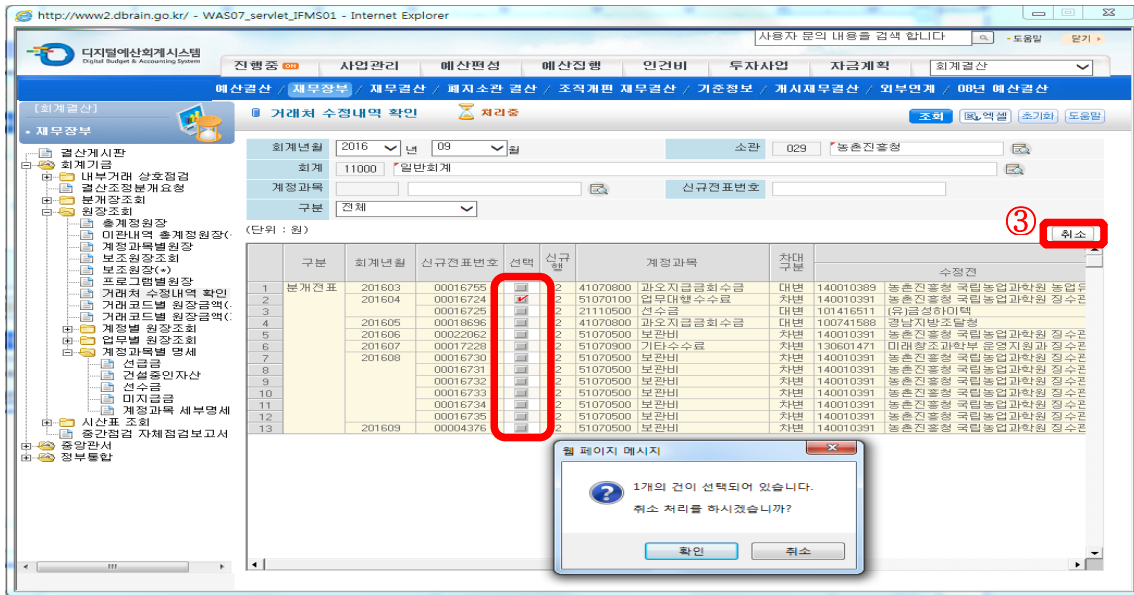 http://www2.dbrain.go.kr/ - WAS07_servlet_IFMS01 - Internet Explorer
디지털예산회계시스템
Digital Budget & Accounting System
사용자 문의 내용을 검색 합니다 - 도움말 닫기
진행중 사업관리 예산편성 예산집행 인건비 투자사업 자금계획 회계결산
예산결산 / 재무장부 / 재무결산 / 폐지소관 결산 / 조직개편 재무결산 / 기준정보 / 개시재무결산 / 외부연계 / 08년 예산결산
[회계결산]
• 재무장부
결산게시판
회계기금
내부거래 상호점검
결산조정분개요청
분개장조회
원장조회
총계정원장
미관내역 총계정원장(
계정과목별원장
보조원장조회
보조원장(*)
프로그램별원장
거래처 수정내역 확인
거래코드별 원장금액(
거래코드별 원장금액(
계정별 원장조회
업무별 원장조회
계정과목별 명세
선급금
건설중인자산
선수금
미지급금
계정과목 세부명세
시산표 조회
중간점검 자체점검보고서
중앙관서
정부통합
거래처 수정내역 확인 처리중 조회 엑셀 초기화 도움말
회계년월 2016 년 09 월 소관 029 농촌진흥청
회계 11000 일반회계
계정과목 신규전표번호
구분 전체
(단위 : 원) ③ 취소
구분 회계년월 신규전표번호 선택 신규행 계정과목 차대구분 수정전
1 분개전표 201603 00016755 2 41070800 과오지급금회수금 대변 140010389 농촌진흥청 국립농업과학원 농업유
2 201604 00016724 2 51070100 업무대행수수료 차변 140010391 농촌진흥청 국립농업과학원 징수관
3 00016725 2 21110500 선수금 대변 101416511 (유)금성하이텍
4 201605 00018696 2 41070800 과오지급금회수금 대변 100741588 경남지방조달청
5 201606 00022062 2 51070500 보관비 차변 140010391 농촌진흥청 국립농업과학원 징수관
6 201607 00017228 2 51070900 기타수수료 차변 130601471 미래창조과학부 운영지원과 징수관
7 201608 00016730 2 51070500 보관비 차변 140010391 농촌진흥청 국립농업과학원 징수관
8 00016731 2 51070500 보관비 차변 140010391 농촌진흥청 국립농업과학원 징수관
9 00016732 2 51070500 보관비 차변 140010391 농촌진흥청 국립농업과학원 징수관
10 00016733 2 51070500 보관비 차변 140010391 농촌진흥청 국립농업과학원 징수관
11 00016734 2 51070500 보관비 차변 140010391 농촌진흥청 국립농업과학원 징수관
12 00016735 2 51070500 보관비 차변 140010391 농촌진흥청 국립농업과학원 징수관
13 201609 00004376 2 51070500 보관비 차변 140010391 농촌진흥청 국립농업과학원 징수관
웹 페이지 메시지
1개의 건이 선택되어 있습니다.
취소 처리를 하시겠습니까?
확인 취소